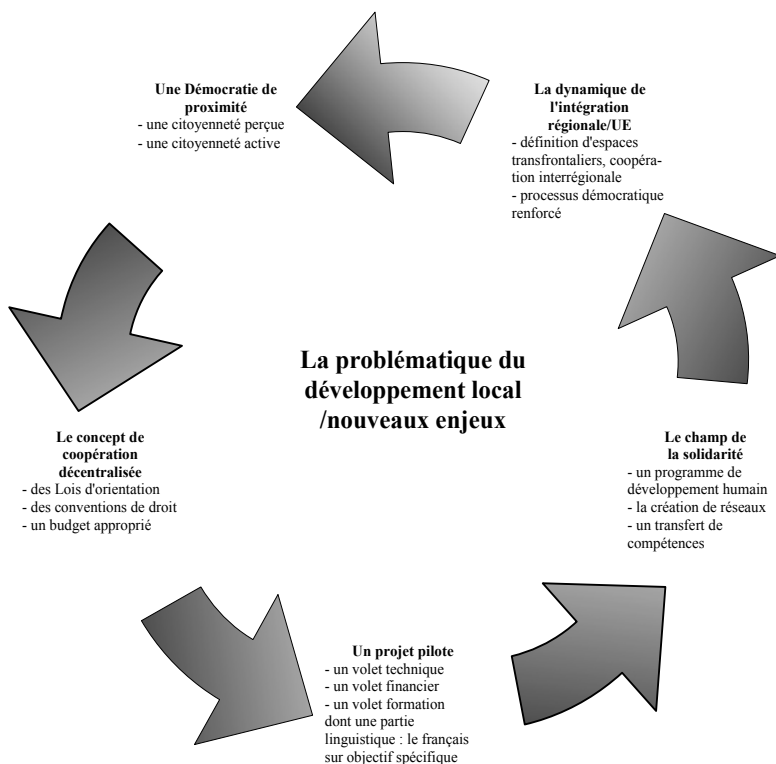 Une Démocratie de
proximité
- une citoyenneté perçue
- une citoyenneté active
La dynamique de
l'intégration
régionale/UE
- définition d'espaces
transfrontaliers, coopéra-
tion interrégionale
- processus démocratique
renforcé
La problématique du
développement local
/nouveaux enjeux
Le concept de
coopération
décentralisée
- des Lois d'orientation
- des conventions de droit
- un budget approprié
Le champ de
la solidarité
- un programme de
développement humain
- la création de réseaux
- un transfert de
compétences
Un projet pilote
- un volet technique
- un volet financier
- un volet formation
dont une partie
linguistique : le français
sur objectif spécifique